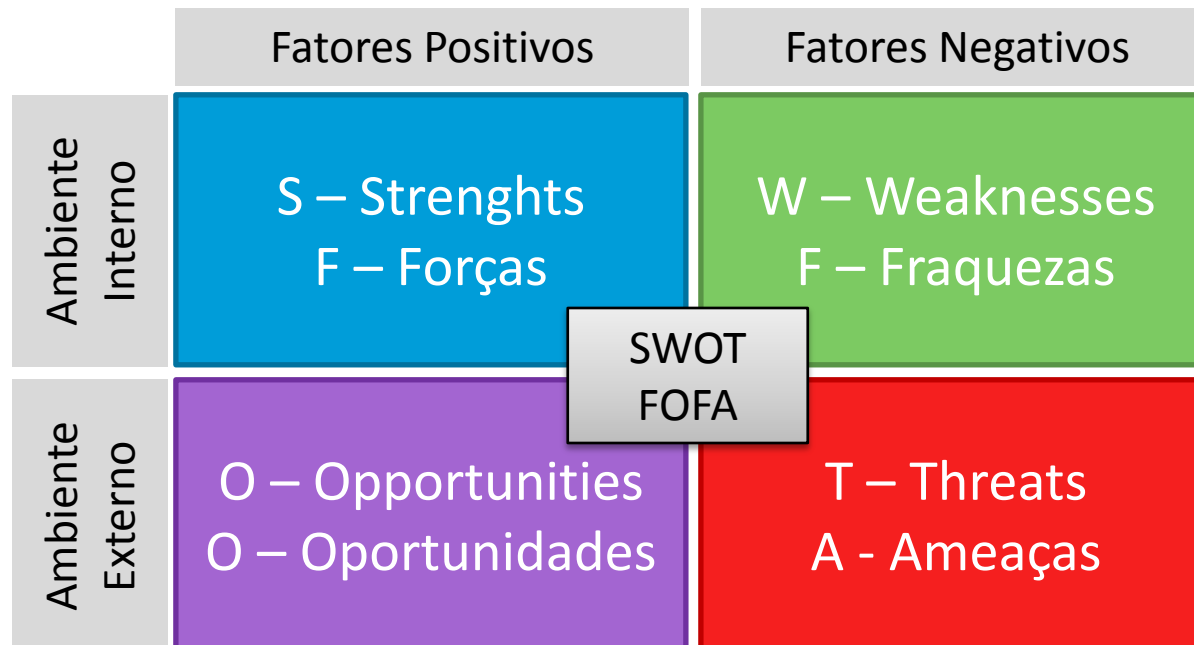 Fatores Positivos
Fatores Negativos
Ambiente
Interno
S – Strenghts
F – Forças
W – Weaknesses
F – Fraquezas
SWOT
FOFA
Ambiente
Externo
O – Opportunities
O – Oportunidades
T – Threats
A - Ameaças